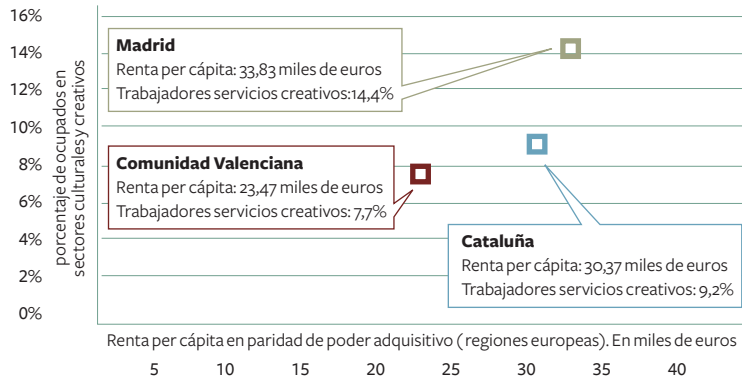 16%
14%
12%
10%
8%
6%
4%
2%
0%
porcentaje de ocupados en
sectores culturales y creativos
Madrid
Renta per cápita: 33,83 miles de euros
Trabajadores servicios creativos:14,4%
Comunidad Valenciana
Renta per cápita: 23,47 miles de euros
Trabajadores servicios creativos: 7,7%
Cataluña
Renta per cápita: 30,37 miles de euros
Trabajadores servicios creativos: 9,2%
Renta per cápita en paridad de poder adquisitivo ( regiones europeas). En miles de euros
5 10 15 20 25 30 35 40